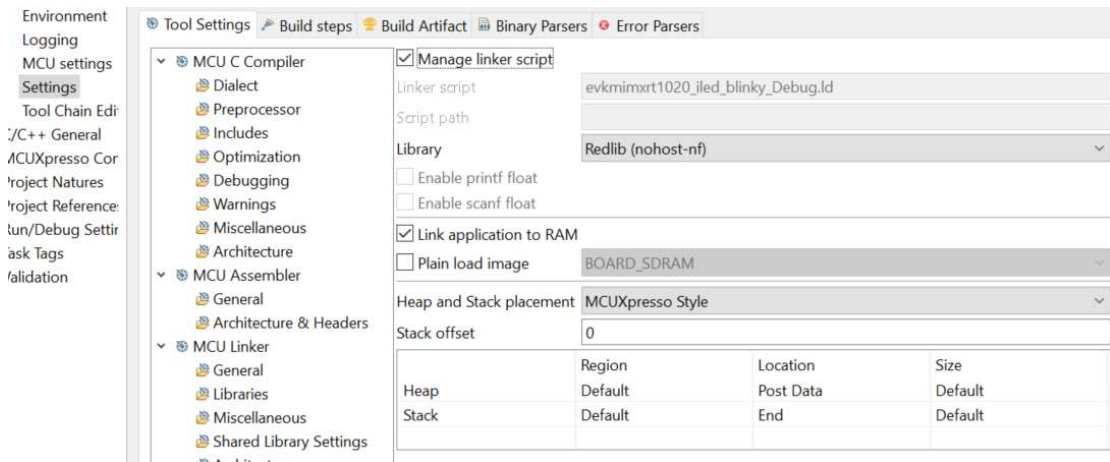 Environment
Logging
MCU settings
Settings
Tool Chain Edi
C/C++ General
MCUXpresso Con
Project Natures
Project References
Run/Debug Settin
Task Tags
Validation
Tool Settings
Build steps
Build Artifact
Binary Parsers
Error Parsers
MCU C Compiler
Dialect
Preprocessor
Includes
Optimization
Debugging
Warnings
Miscellaneous
Architecture
MCU Assembler
General
Architecture & Headers
MCU Linker
General
Libraries
Miscellaneous
Shared Library Settings
Manage linker script
Linker script evkmimxrt1020_iled_blinky_Debug.ld
Script path
Library Redlib (nohost-nf)
Enable printf float
Enable scanf float
Link application to RAM
Plain load image BOARD_SDRAM
Heap and Stack placement MCUXpresso Style
Stack offset 0
Region Location Size
Heap Default Post Data Default
Stack Default End Default